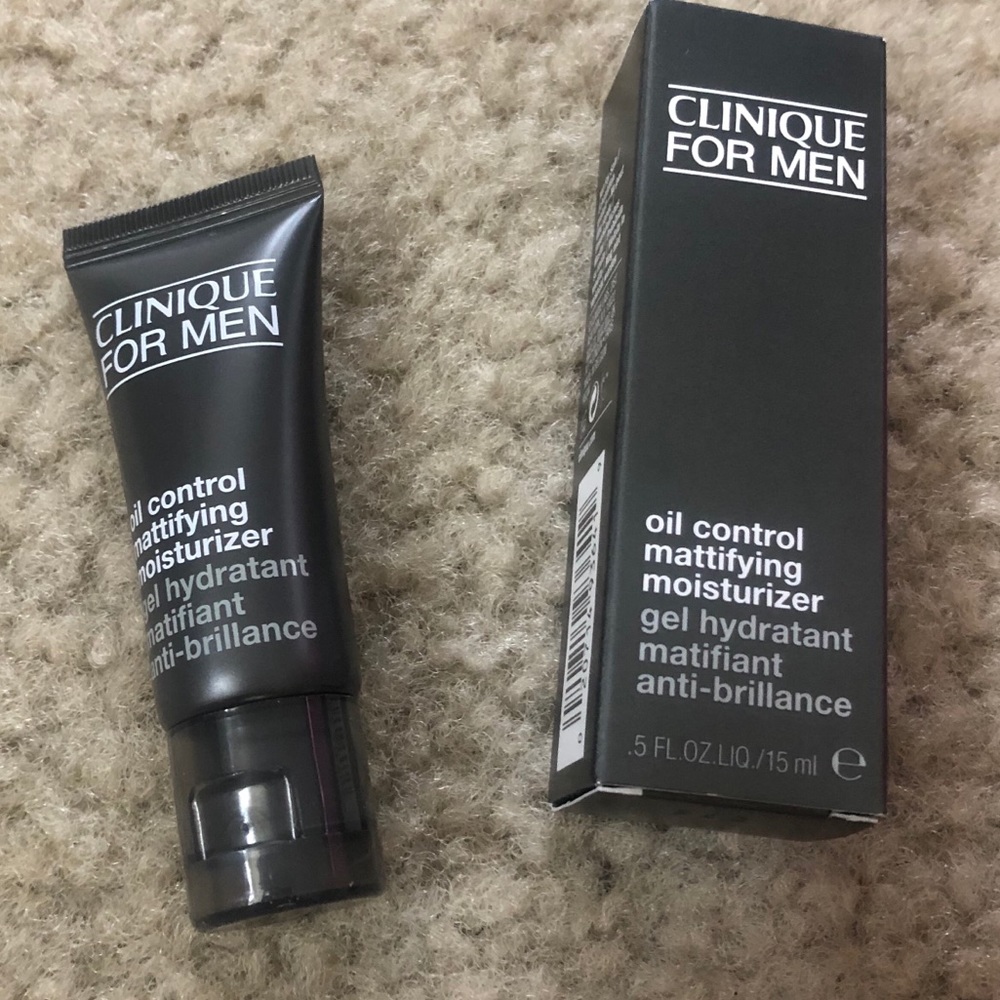 CLINIQUE
FOR MEN
oil control
mattifying
moisturizer
gel hydratant
matifiant
anti-brillance
CLINIQUE
FOR MEN
oil control
mattifying
moisturizer
gel hydratant
matifiant
anti-brillance
.5 FL.OZ.LIQ./15 ml ℮